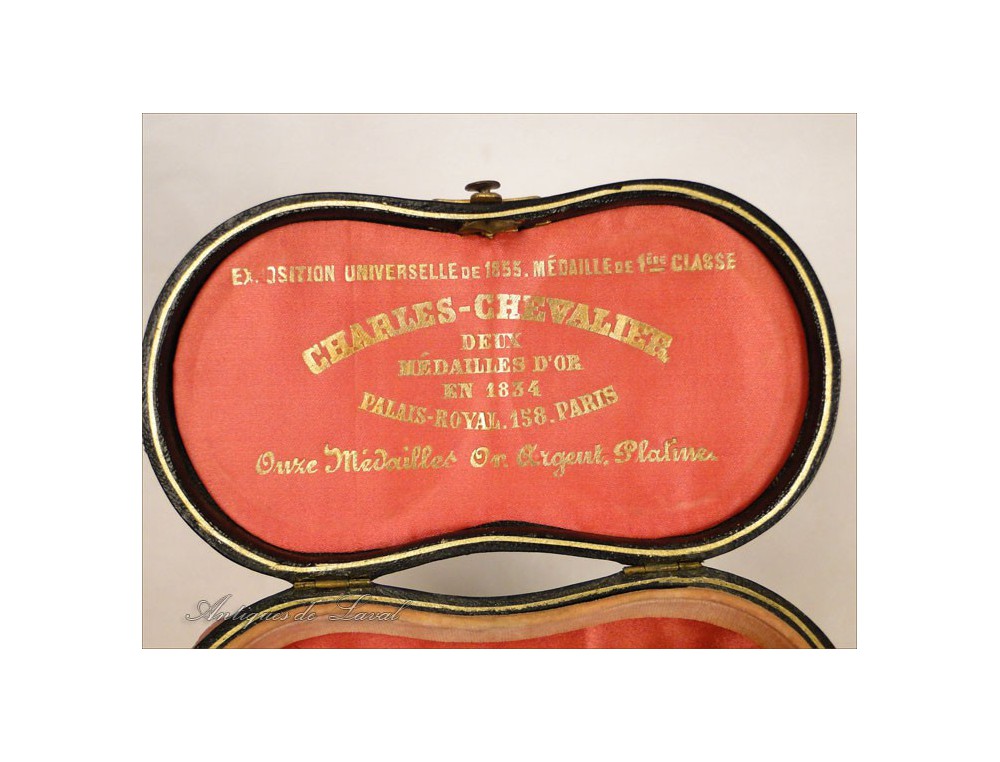 EXPOSITION UNIVERSELLE DE 1855. MÉDAILLE DE 1ÈRE CLASSE
CHARLES-CHEVALIER
DEUX
MÉDAILLES D'OR
EN 1834
PALAIS-ROYAL. 158. PARIS
Onze Médailles Or, Argent, Platine.
Antiques de Laval